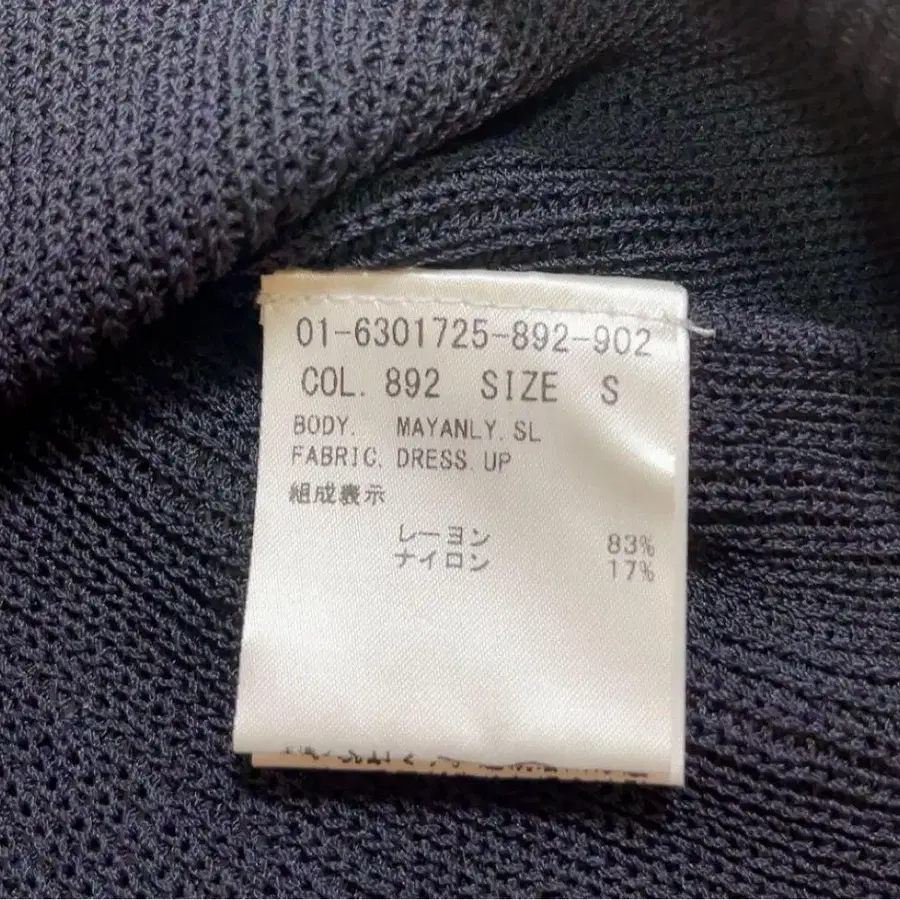 01-6301725-892-902
COL. 892 SIZE S
BODY. MAYANLY. SL
FABRIC. DRESS. UP
組成表示
レーヨン 83%
ナイロン 17%